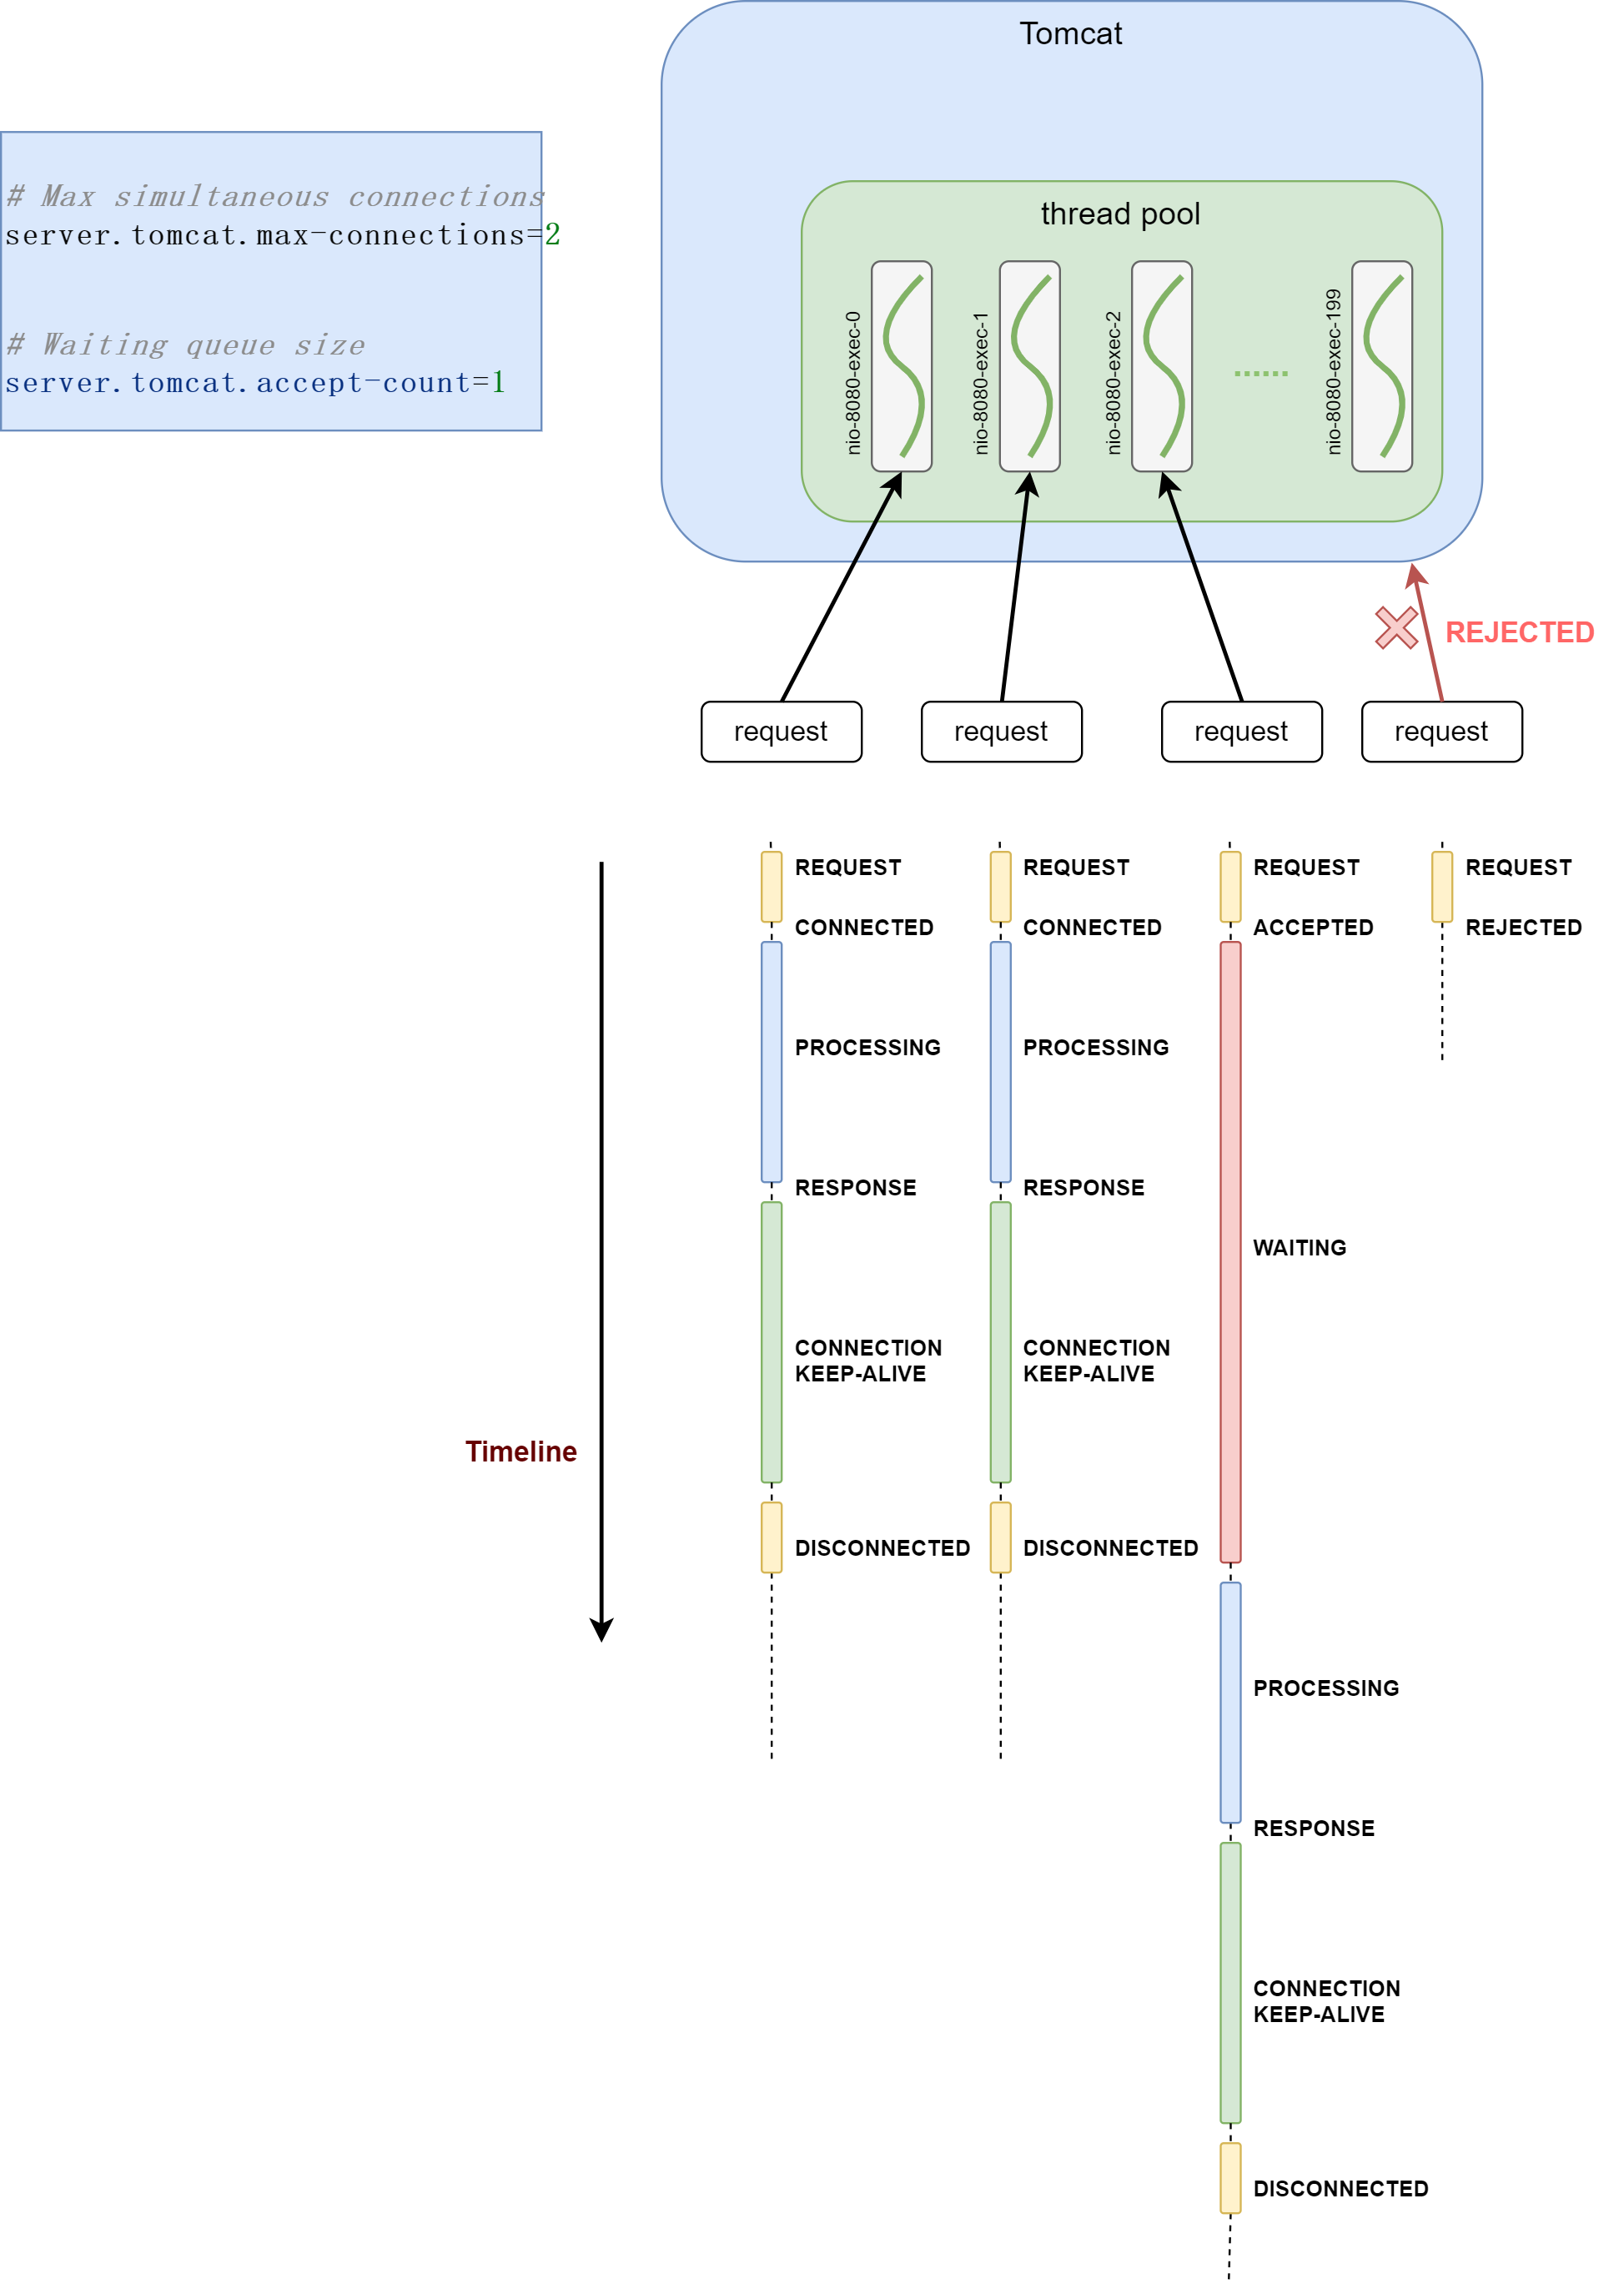 Tomcat
# Max simultaneous connections
server.tomcat.max-connections=2
# Waiting queue size
server.tomcat.accept-count=1
thread pool
nio-8080-exec-0
nio-8080-exec-1
nio-8080-exec-2
......
nio-8080-exec-199
REJECTED
request
request
request
request
REQUEST
CONNECTED
PROCESSING
RESPONSE
CONNECTION
KEEP-ALIVE
DISCONNECTED
REQUEST
CONNECTED
PROCESSING
RESPONSE
CONNECTION
KEEP-ALIVE
DISCONNECTED
REQUEST
ACCEPTED
WAITING
PROCESSING
RESPONSE
CONNECTION
KEEP-ALIVE
DISCONNECTED
REQUEST
REJECTED
Timeline